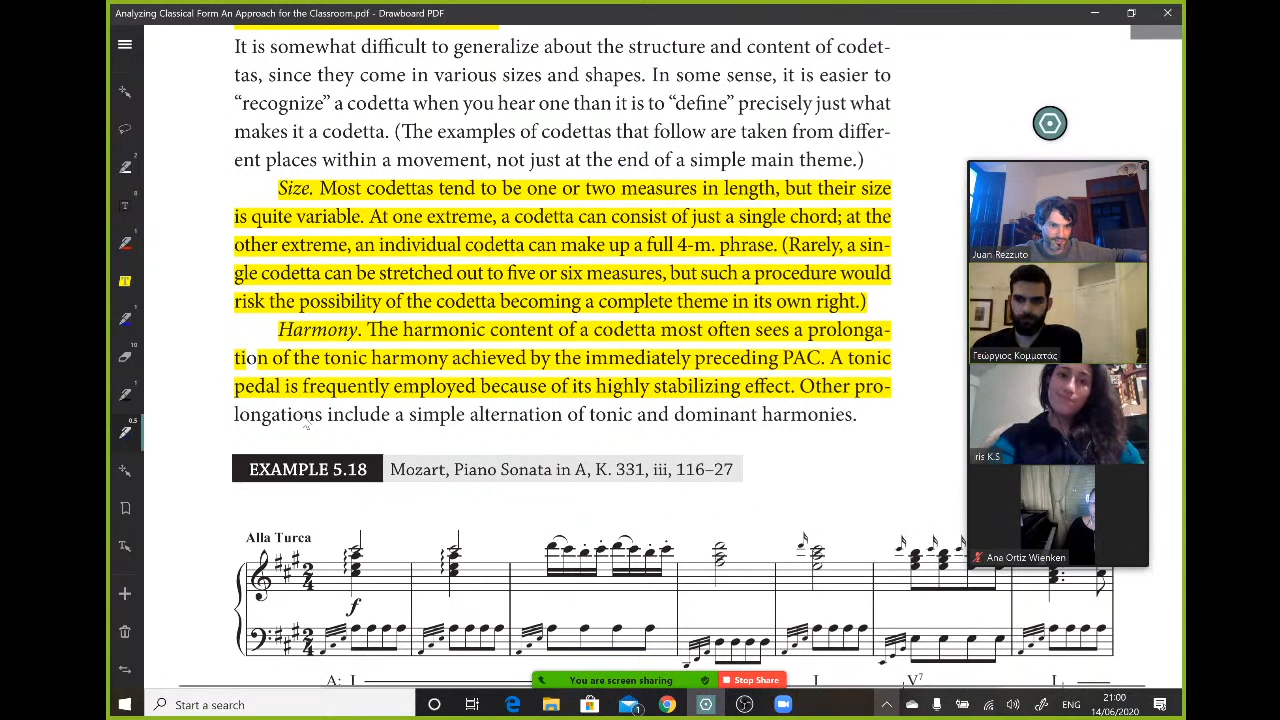 Analyzing Classical Form An Approach for the Classroom.pdf - Drawboard PDF
It is somewhat difficult to generalize about the structure and content of codet-
tas, since they come in various sizes and shapes. In some sense, it is easier to
“recognize” a codetta when you hear one than it is to “define” precisely just what
makes it a codetta. (The examples of codettas that follow are taken from differ-
ent places within a movement, not just at the end of a simple main theme.)
Size. Most codettas tend to be one or two measures in length, but their size
is quite variable. At one extreme, a codetta can consist of just a single chord; at the
other extreme, an individual codetta can make up a full 4-m. phrase. (Rarely, a sin-
gle codetta can be stretched out to five or six measures, but such a procedure would
risk the possibility of the codetta becoming a complete theme in its own right.)
Harmony. The harmonic content of a codetta most often sees a prolonga-
tion of the tonic harmony achieved by the immediately preceding PAC. A tonic
pedal is frequently employed because of its highly stabilizing effect. Other pro-
longations include a simple alternation of tonic and dominant harmonies.
EXAMPLE 5.18 Mozart, Piano Sonata in A, K. 331, iii, 116–27
Alla Turca
2
4
f
2
4
A: I I V7 I
Juan Rezzuto
Γεώργιος Κομματάς
Iris K.S
Ana Ortiz Wienken
2
8
1
1
1
0.5
You are screen sharing Stop Share
Start a search
1
ENG
21:00
14/06/2020